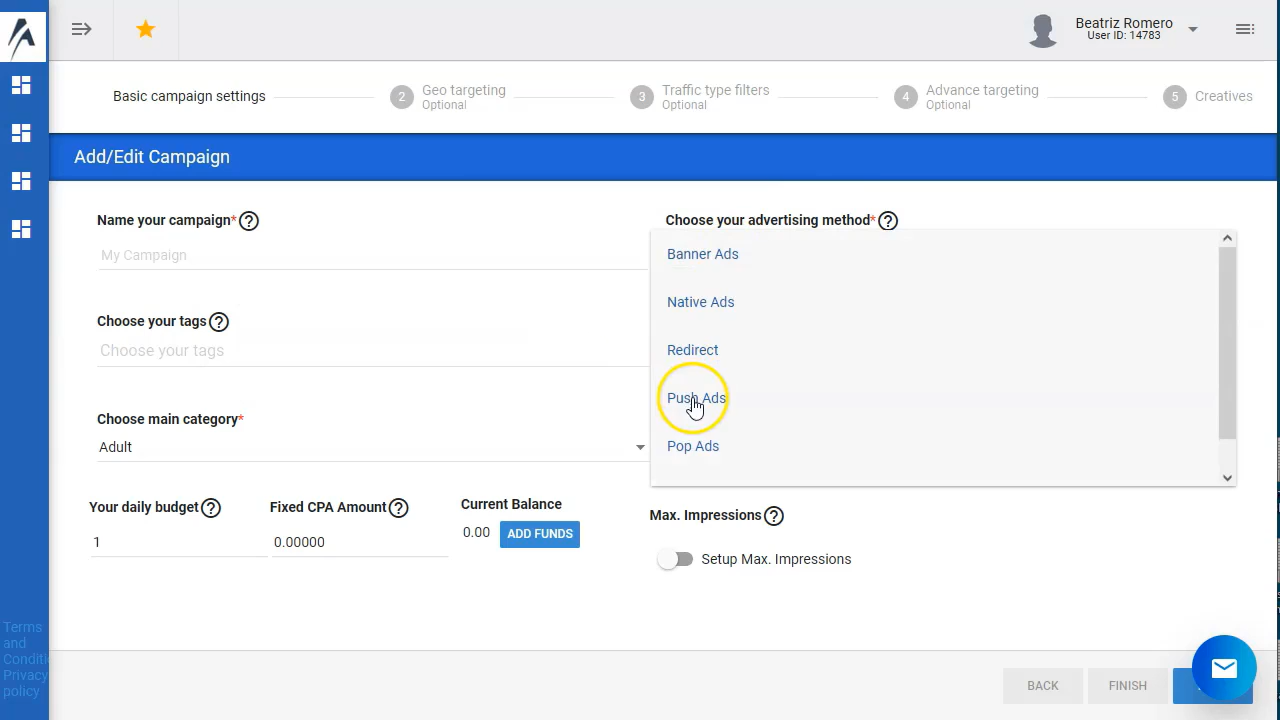 Beatriz Romero
User ID: 14783
Basic campaign settings
2
Geo targeting
Optional
3
Traffic type filters
Optional
4
Advance targeting
Optional
5
Creatives
Add/Edit Campaign
Name your campaign*
My Campaign
Choose your advertising method*
Banner Ads
Native Ads
Redirect
Push Ads
Pop Ads
Choose your tags
Choose your tags
Choose main category*
Adult
Your daily budget
1
Fixed CPA Amount
0.00000
Current Balance
0.00
ADD FUNDS
Max. Impressions
Setup Max. Impressions
Terms
and
Conditi
Privacy
policy
BACK
FINISH